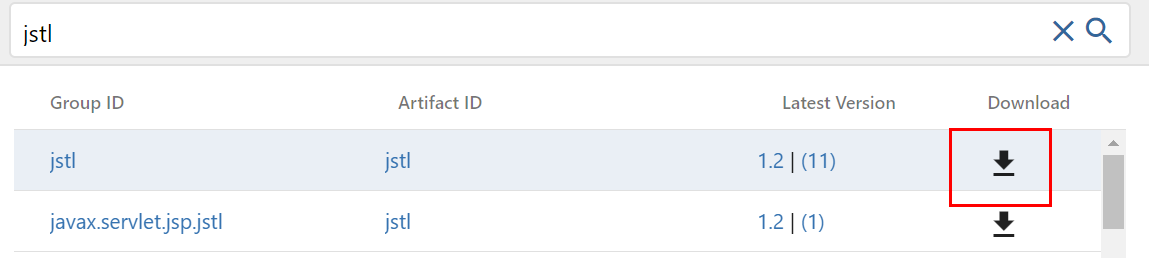 jstl
Group ID Artifact ID Latest Version Download
jstl jstl 1.2 | (11)
javax.servlet.jsp.jstl jstl 1.2 | (1)